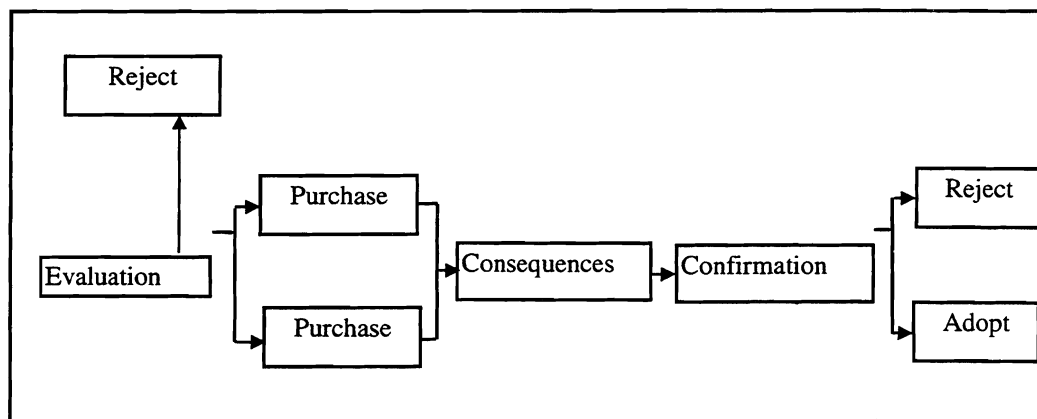 Reject
Purchase
Reject
Evaluation
Consequences
Confirmation
Purchase
Adopt